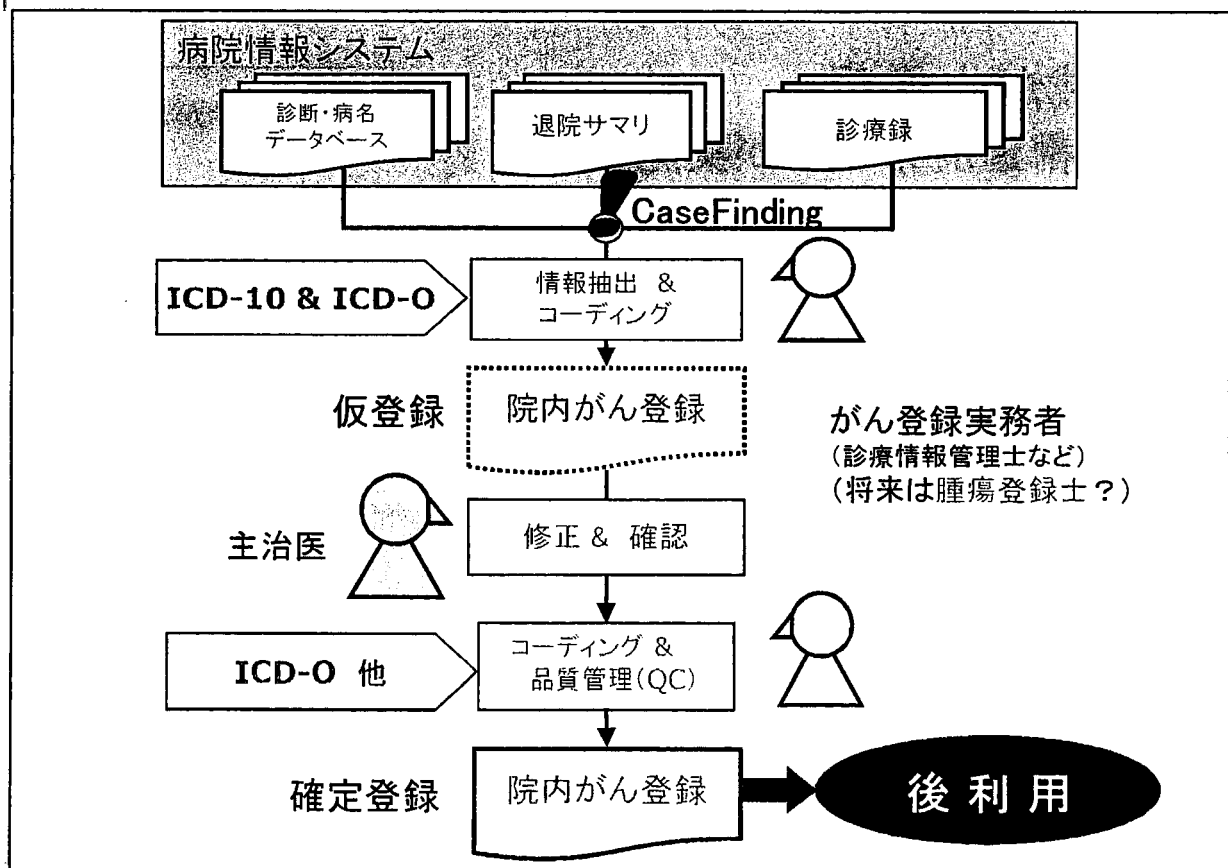 病院情報システム
診断・病名
データベース
退院サマリ
診療録
CaseFinding
ICD-10 & ICD-O
情報抽出 &
コーディング
仮登録
院内がん登録
がん登録実務者
(診療情報管理士など)
(将来は腫瘍登録士？)
主治医
修正 & 確認
ICD-O 他
コーディング &
品質管理(QC)
確定登録
院内がん登録
後利用